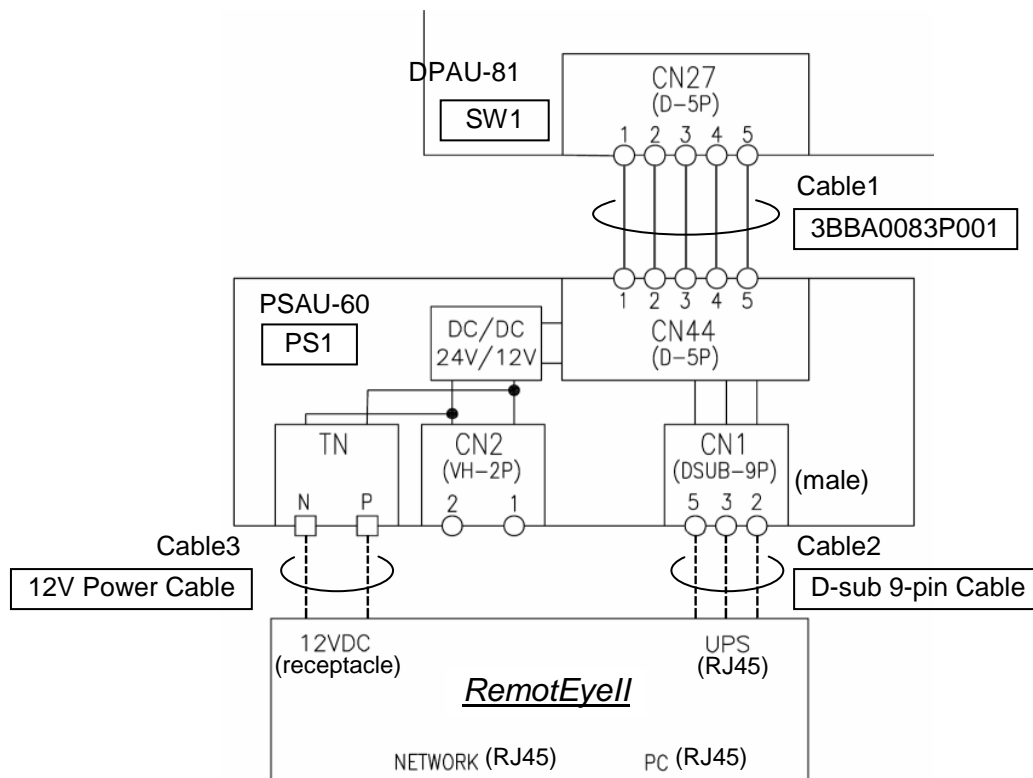 DPAU-81
SW1
CN27
(D-5P)
1 2 3 4 5
Cable1
3BBA0083P001
1 2 3 4 5
CN44
(D-5P)
PSAU-60
PS1
DC/DC
24V/12V
TN
N P
CN2
(VH-2P)
2 1
CN1
(DSUB-9P)
5 3 2
(male)
Cable3
12V Power Cable
Cable2
D-sub 9-pin Cable
12VDC
(receptacle)
UPS
(RJ45)
RemotEyeII
NETWORK (RJ45)
PC (RJ45)